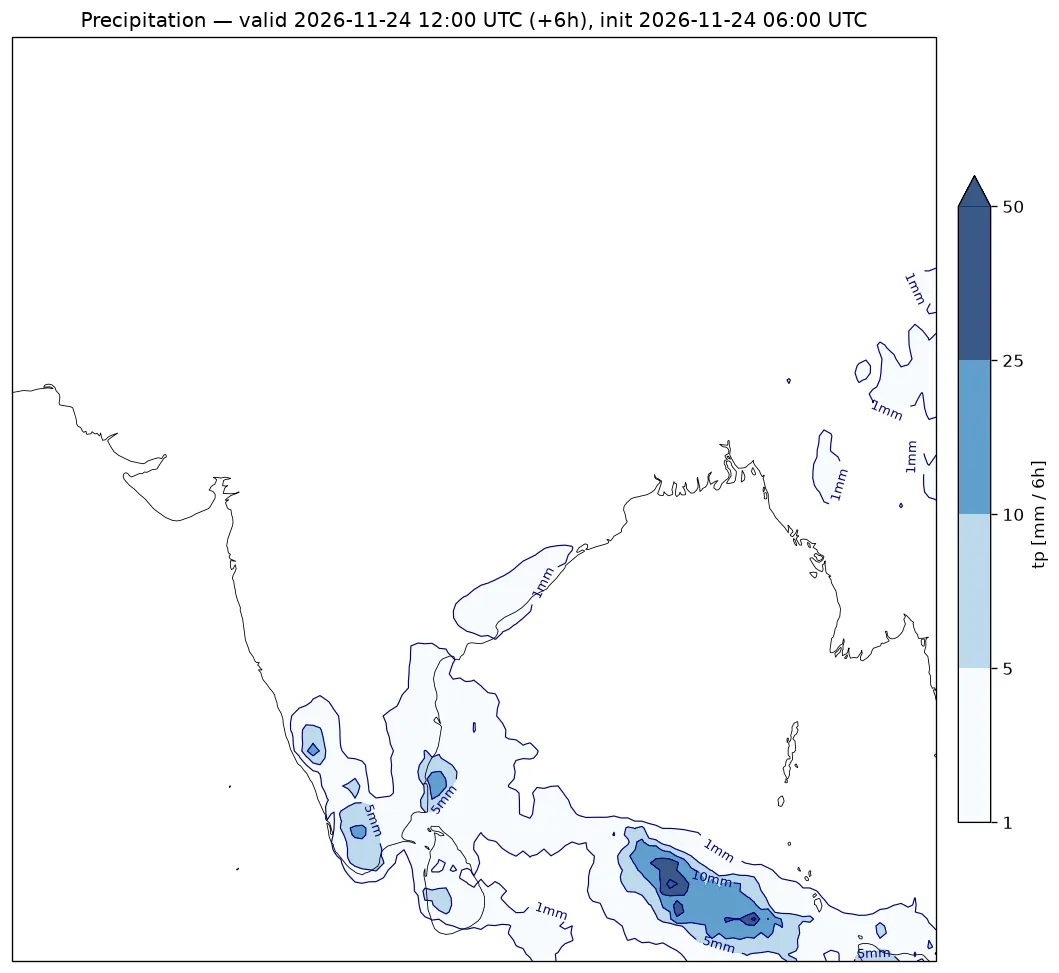 Precipitation — valid 2026-11-24 12:00 UTC (+6h), init 2026-11-24 06:00 UTC
1mm
50
25
1mm
1mm
1mm
10
tp [mm / 6h]
1mm
5
5mm
5mm
1mm
1
10mm
1mm
5mm
5mm